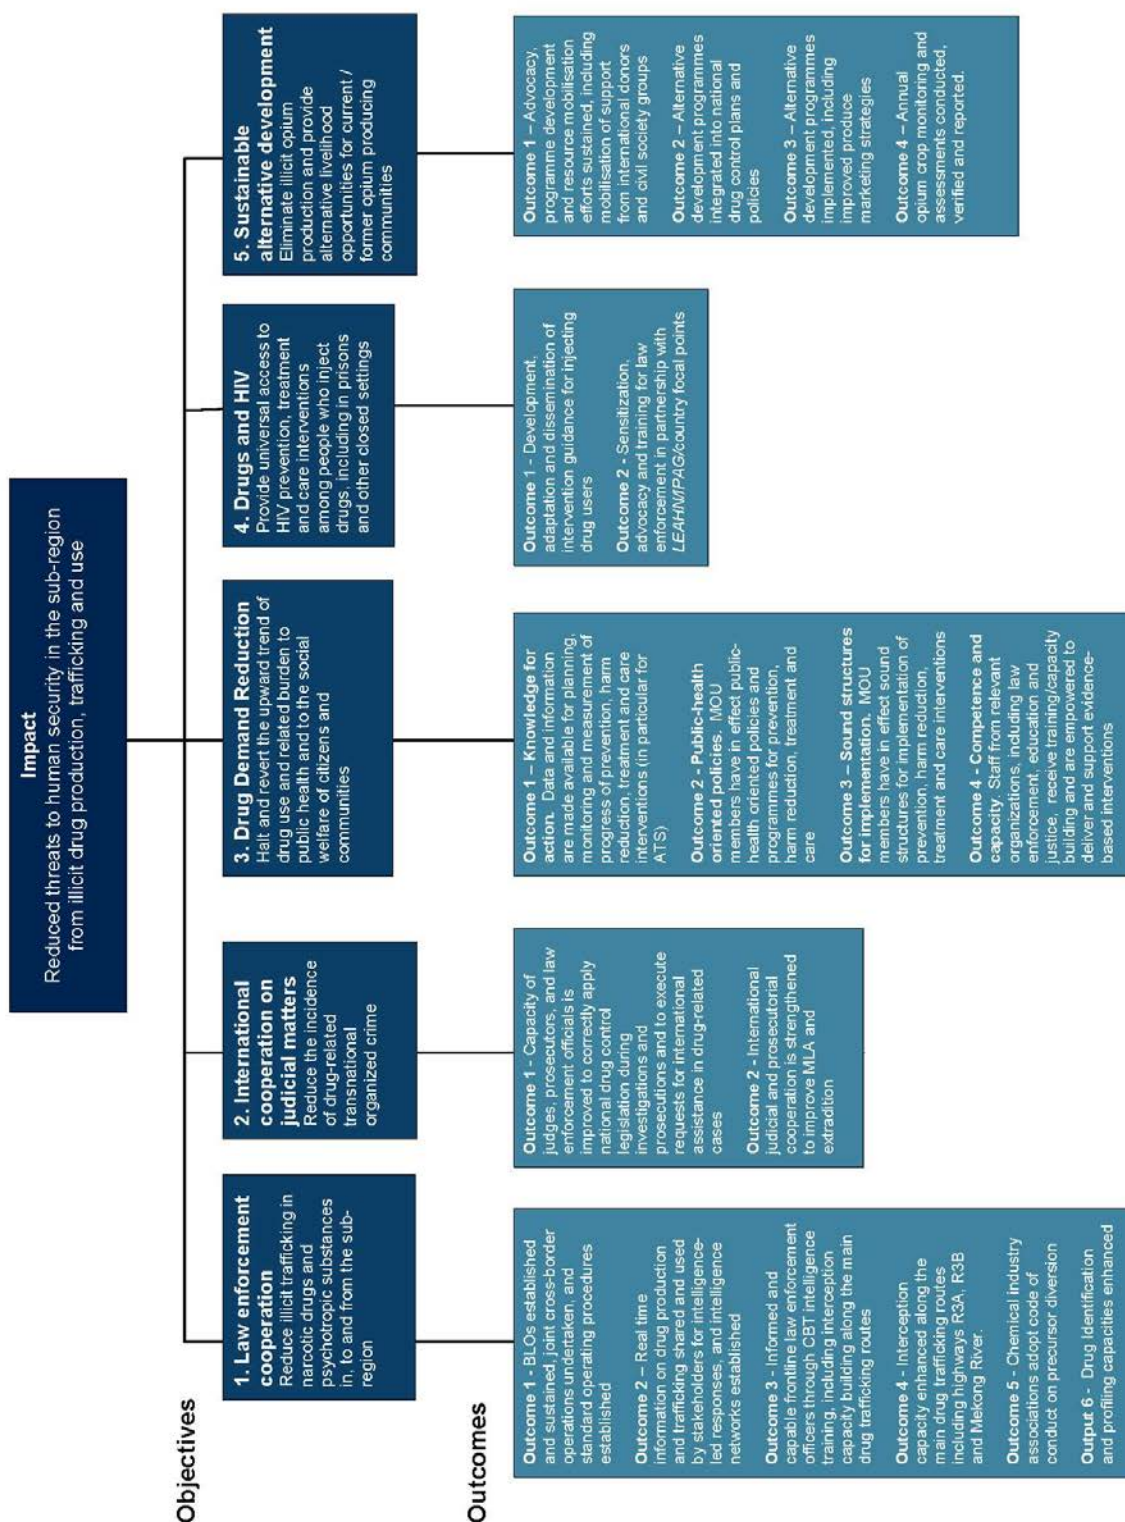 Impact
Reduced threats to human security in the sub-region
from illicit drug production, trafficking and use
Objectives
1. Law enforcement
cooperation
Reduce illicit trafficking in
narcotic drugs and
psychotropic substances
in, to and from the sub-
region
2. International
cooperation on
judicial matters
Reduce the incidence
of drug-related
transnational
organized crime
3. Drug Demand Reduction
Halt and revert the upward trend of
drug use and related burden to
public health and to the social
welfare of citizens and
communities
4. Drugs and HIV
Provide universal access to
HIV prevention, treatment
and care interventions
among people who inject
drugs, including in prisons
and other closed settings
5. Sustainable
alternative development
Eliminate illicit opium
production and provide
alternative livelihood
opportunities for current /
former opium producing
communities
Outcomes
Outcome 1 - BLOs established
and sustained, joint cross-border
operations undertaken, and
standard operating procedures
established
Outcome 2 – Real time
information on drug production
and trafficking shared and used
by stakeholders for intelligence-
led responses, and intelligence
networks established
Outcome 3 - Informed and
capable frontline law enforcement
officers through CBT intelligence
training, including interception
capacity building along the main
drug trafficking routes
Outcome 4 - Interception
capacity enhanced along the
main drug trafficking routes
including highways R3A, R3B
and Mekong River.
Outcome 5 - Chemical industry
associations adopt code of
conduct on precursor diversion
Output 6 - Drug Identification
and profiling capacities enhanced
Outcome 1 - Capacity of
judges, prosecutors, and law
enforcement officials is
improved to correctly apply
national drug control
legislation during
investigations and
prosecutions and to execute
requests for international
assistance in drug-related
cases
Outcome 2 - International
judicial and prosecutorial
cooperation is strengthened
to improve MLA and
extradition
Outcome 1 – Knowledge for
action. Data and information
are made available for planning,
monitoring and measurement of
progress of prevention, harm
reduction, treatment and care
interventions (in particular for
ATS)
Outcome 2 - Public-health
oriented policies. MOU
members have in effect public-
health oriented policies and
programmes for prevention,
harm reduction, treatment and
care
Outcome 3 – Sound structures
for implementation. MOU
members have in effect sound
structures for implementation of
prevention, harm reduction,
treatment and care interventions
Outcome 4 - Competence and
capacity. Staff from relevant
organizations, including law
enforcement, education and
justice, receive training/capacity
building and are empowered to
deliver and support evidence-
based interventions
Outcome 1 - Development,
adaptation and dissemination of
intervention guidance for injecting
drug users
Outcome 2 - Sensitization,
advocacy and training for law
enforcement in partnership with
LEAHN/IPAG/country focal points
Outcome 1 – Advocacy,
programme development
and resource mobilisation
efforts sustained, including
mobilisation of support
from international donors
and civil society groups
Outcome 2 – Alternative
development programmes
integrated into national
drug control plans and
policies
Outcome 3 – Alternative
development programmes
implemented, including
improved produce
marketing strategies
Outcome 4 – Annual
opium crop monitoring and
assessments conducted,
verified and reported.